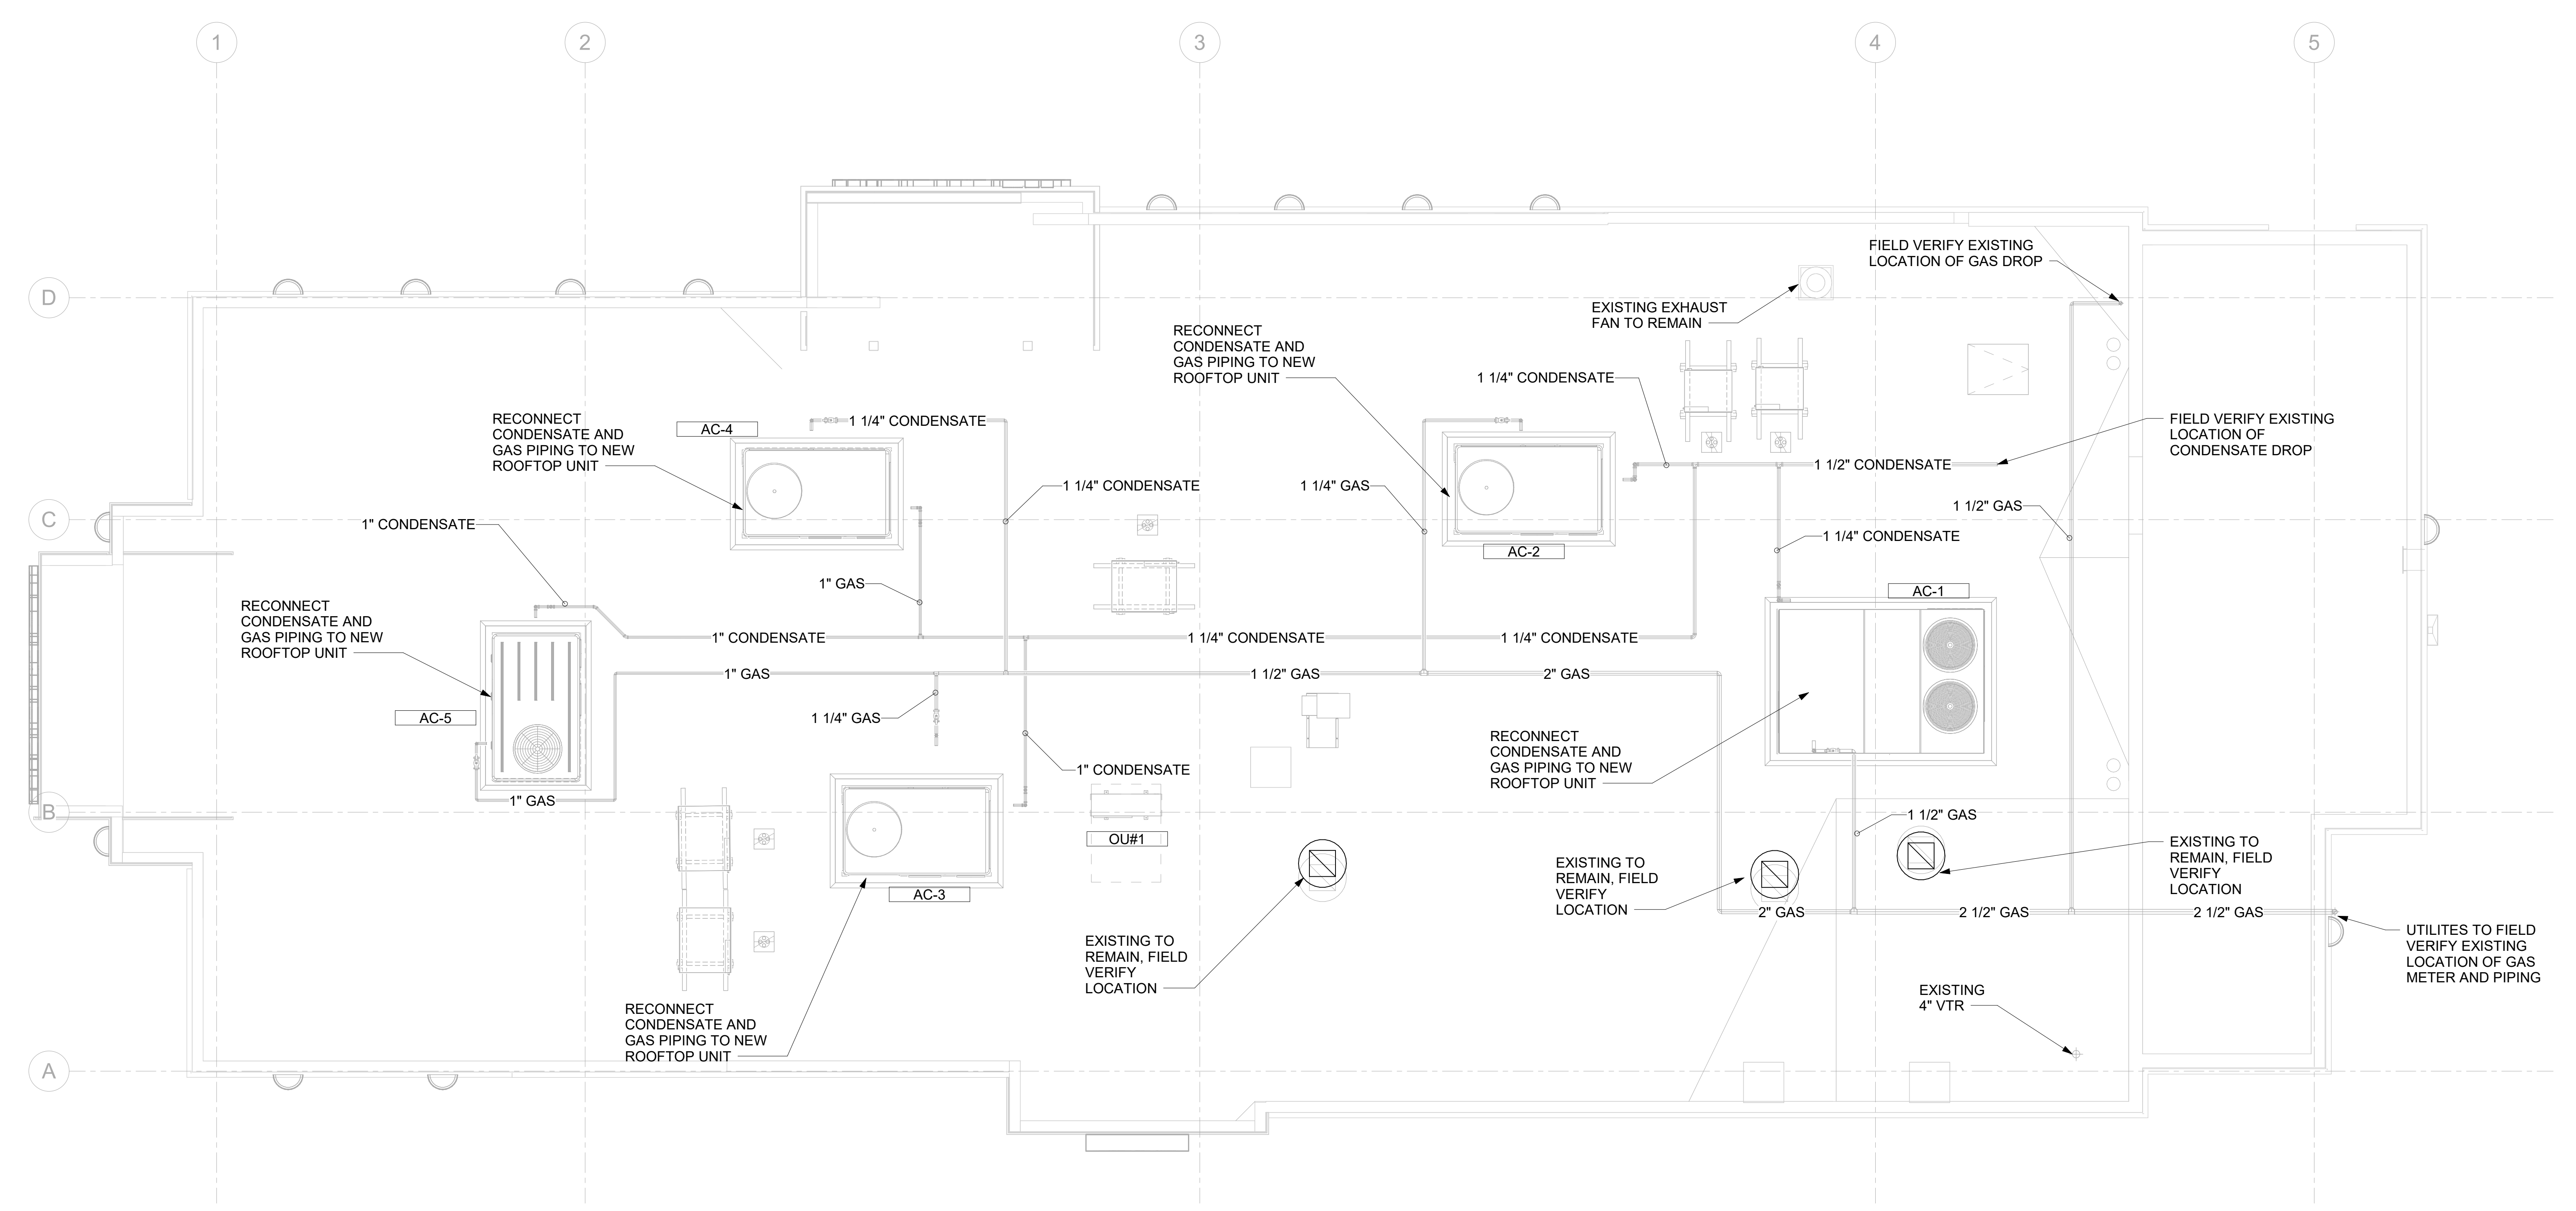 1
2
3
4
5
D
C
B
A
FIELD VERIFY EXISTING
LOCATION OF GAS DROP
EXISTING EXHAUST
FAN TO REMAIN
RECONNECT
CONDENSATE AND
GAS PIPING TO NEW
ROOFTOP UNIT
1 1/4" CONDENSATE
RECONNECT
CONDENSATE AND
GAS PIPING TO NEW
ROOFTOP UNIT
AC-4
1 1/4" CONDENSATE
FIELD VERIFY EXISTING
LOCATION OF
CONDENSATE DROP
1 1/2" CONDENSATE
1 1/4" CONDENSATE
1 1/4" GAS
1 1/2" GAS
1" CONDENSATE
1 1/4" CONDENSATE
AC-2
1" GAS
AC-1
RECONNECT
CONDENSATE AND
GAS PIPING TO NEW
ROOFTOP UNIT
1" CONDENSATE
1 1/4" CONDENSATE
1 1/4" CONDENSATE
1" GAS
1 1/2" GAS
2" GAS
AC-5
1 1/4" GAS
RECONNECT
CONDENSATE AND
GAS PIPING TO NEW
ROOFTOP UNIT
1" CONDENSATE
1" GAS
1 1/2" GAS
OU#1
AC-3
EXISTING TO
REMAIN, FIELD
VERIFY
LOCATION
EXISTING TO
REMAIN, FIELD
VERIFY
LOCATION
2" GAS
2 1/2" GAS
2 1/2" GAS
UTILITES TO FIELD
VERIFY EXISTING
LOCATION OF GAS
METER AND PIPING
EXISTING TO
REMAIN, FIELD
VERIFY
LOCATION
EXISTING
4" VTR
RECONNECT
CONDENSATE AND
GAS PIPING TO NEW
ROOFTOP UNIT